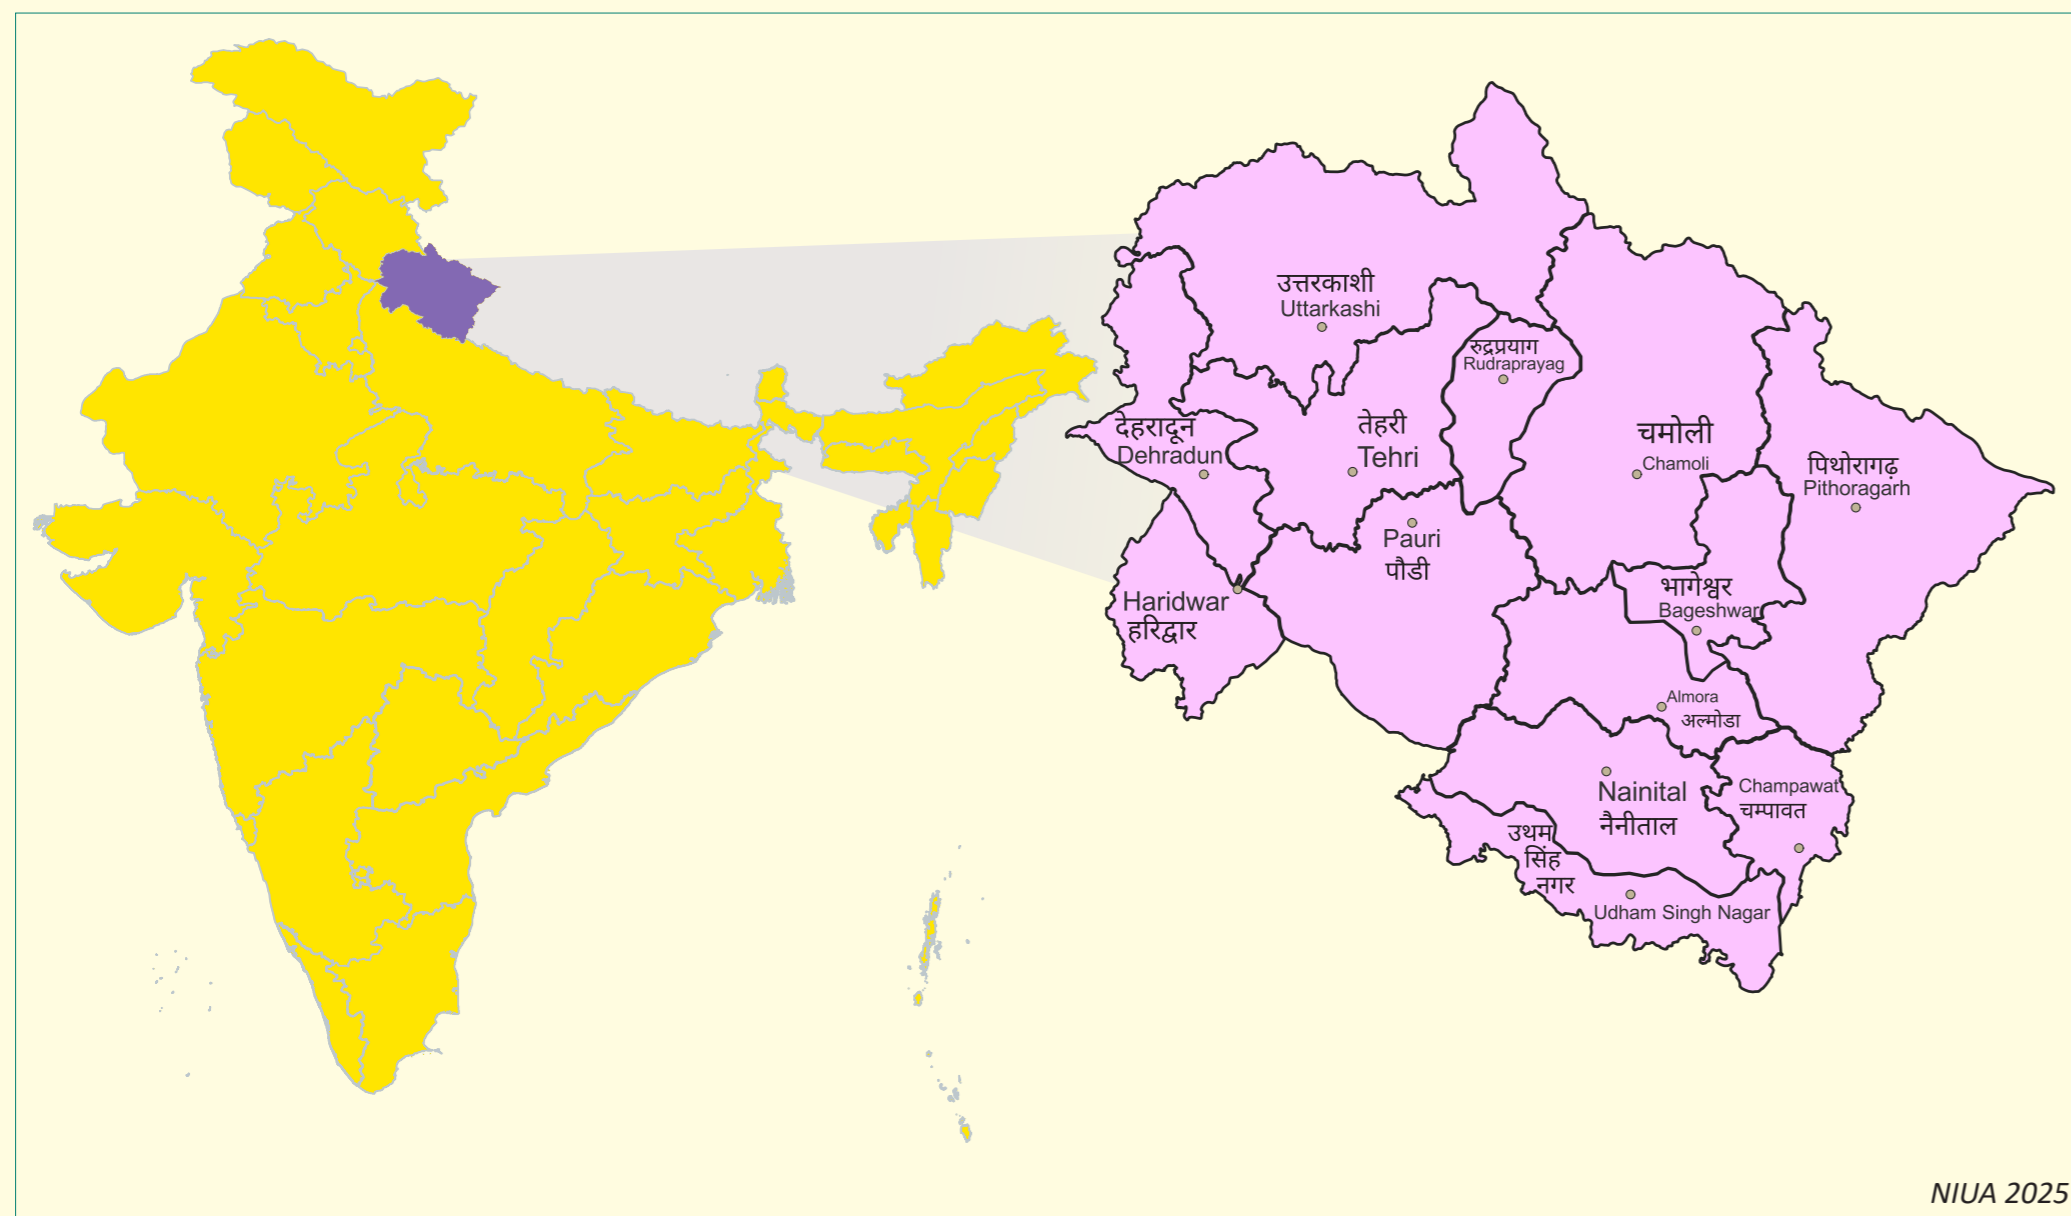 उत्तरकाशी
Uttarkashi
रुद्रप्रयाग
Rudraprayag
देहरादून
Dehradun
तेहरी
Tehri
चमोली
Chamoli
पिथोरागढ़
Pithoragarh
Pauri
पौडी
Haridwar
हरिद्वार
भागेश्वर
Bageshwar
Almora
अल्मोडा
Nainital
नैनीताल
Champawat
चम्पावत
उथम
सिंह
नगर
Udham Singh Nagar
NIUA 2025